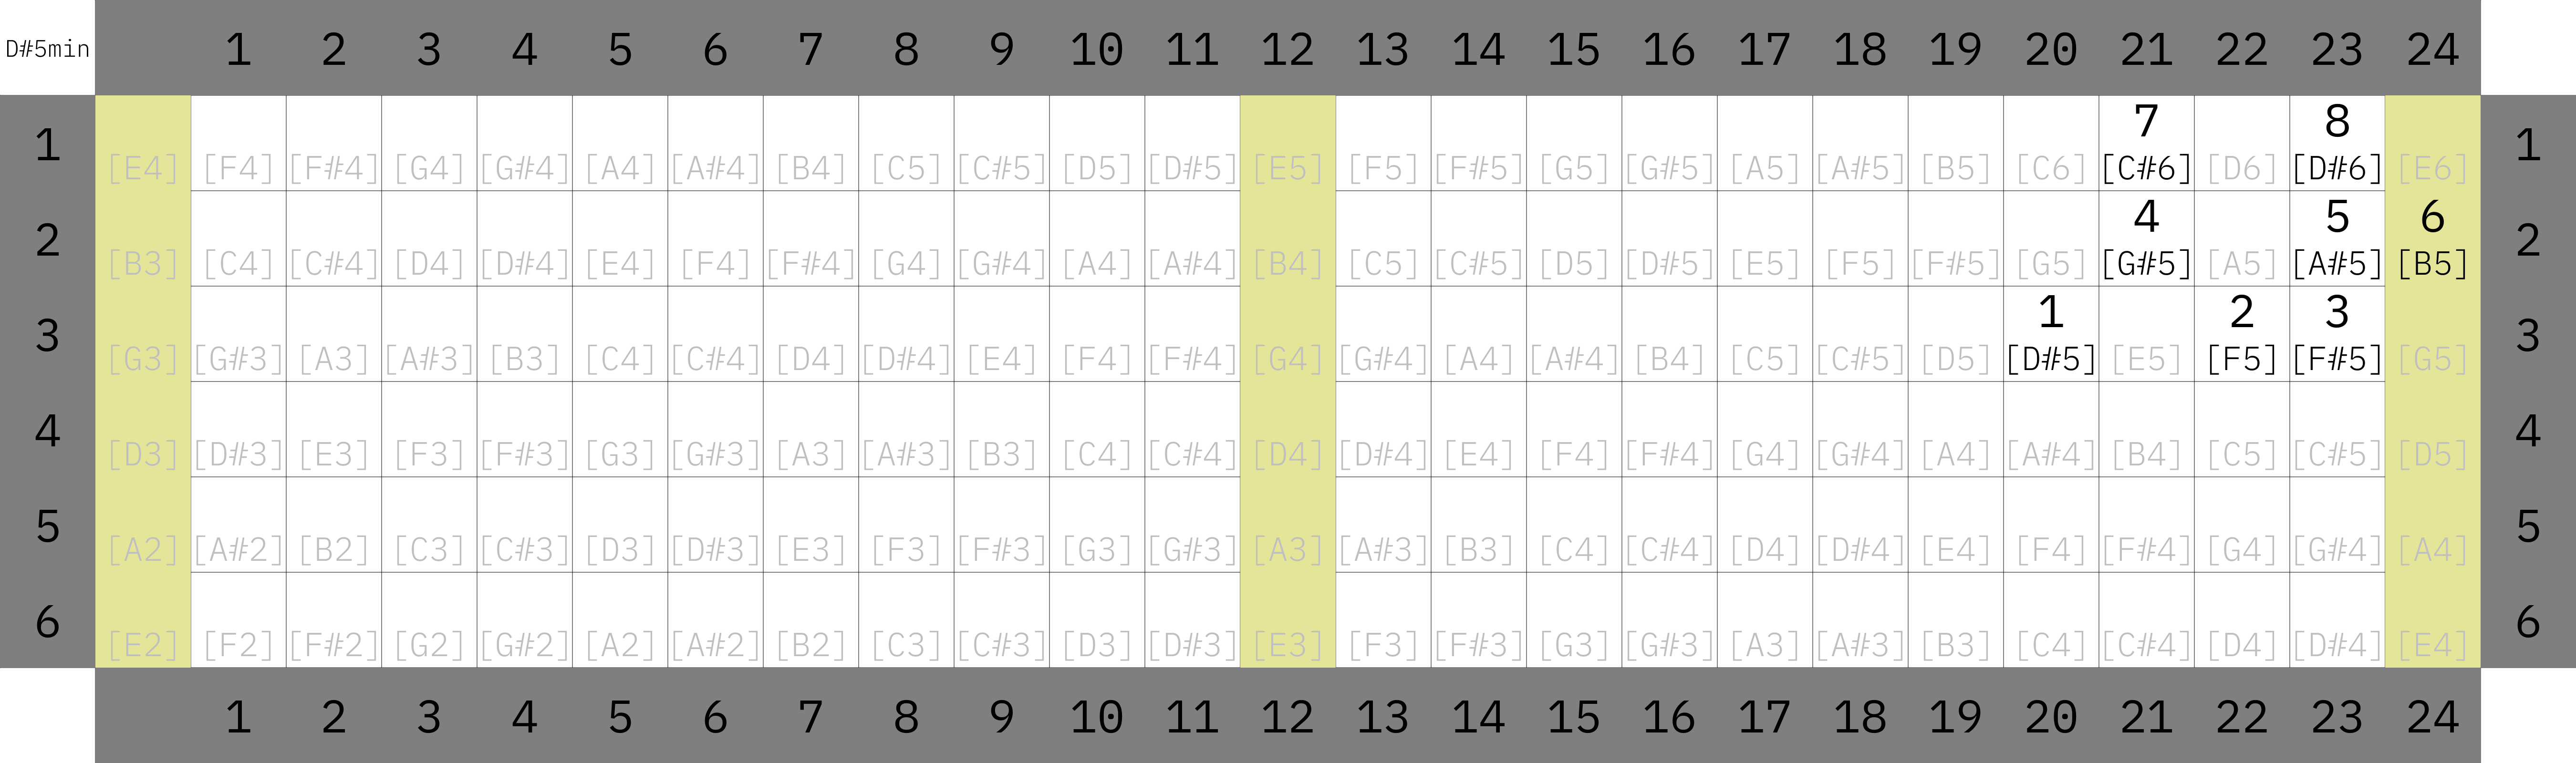 D#5min 1 2 3 4 5 6 7 8 9 10 11 12 13 14 15 16 17 18 19 20 21 22 23 24
7 8
1 1
[E4] [F4] [F#4] [G4] [G#4] [A4] [A#4] [B4] [C5] [C#5] [D5] [D#5] [E5] [F5] [F#5] [G5] [G#5] [A5] [A#5] [B5] [C6] [C#6] [D6] [D#6] [E6]
4 5 6
2 2
[B3] [C4] [C#4] [D4] [D#4] [E4] [F4] [F#4] [G4] [G#4] [A4] [A#4] [B4] [C5] [C#5] [D5] [D#5] [E5] [F5] [F#5] [G5] [G#5] [A5] [A#5] [B5]
1 2 3
3 3
[G3] [G#3] [A3] [A#3] [B3] [C4] [C#4] [D4] [D#4] [E4] [F4] [F#4] [G4] [G#4] [A4] [A#4] [B4] [C5] [C#5] [D5] [D#5] [E5] [F5] [F#5] [G5]
4 4
[D3] [D#3] [E3] [F3] [F#3] [G3] [G#3] [A3] [A#3] [B3] [C4] [C#4] [D4] [D#4] [E4] [F4] [F#4] [G4] [G#4] [A4] [A#4] [B4] [C5] [C#5] [D5]
5 5
[A2] [A#2] [B2] [C3] [C#3] [D3] [D#3] [E3] [F3] [F#3] [G3] [G#3] [A3] [A#3] [B3] [C4] [C#4] [D4] [D#4] [E4] [F4] [F#4] [G4] [G#4] [A4]
6 6
[E2] [F2] [F#2] [G2] [G#2] [A2] [A#2] [B2] [C3] [C#3] [D3] [D#3] [E3] [F3] [F#3] [G3] [G#3] [A3] [A#3] [B3] [C4] [C#4] [D4] [D#4] [E4]
1 2 3 4 5 6 7 8 9 10 11 12 13 14 15 16 17 18 19 20 21 22 23 24